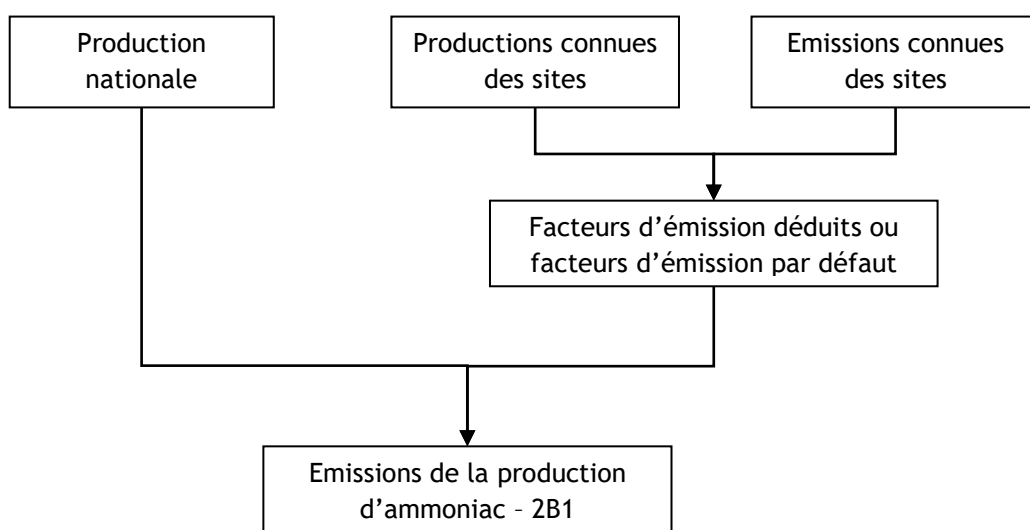 Production
nationale
Productions connues
des sites
Emissions connues
des sites
Facteurs d’émission déduits ou
facteurs d’émission par défaut
Emissions de la production
d’ammoniac – 2B1